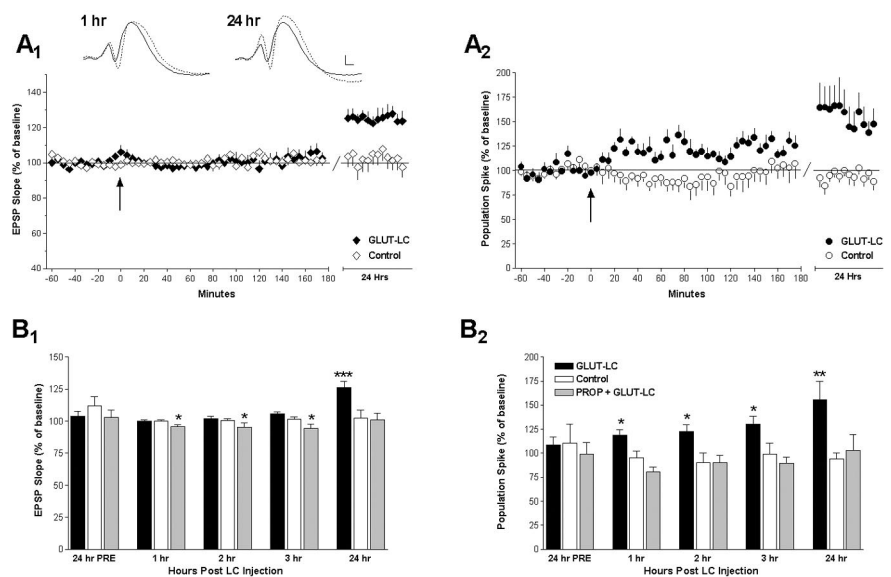 A1
1 hr
24 hr
EPSP Slope (% of baseline)
140
120
100
80
60
40
-60 -40 -20 0 20 40 60 80 100 120 140 160 180
/
24 Hrs
Minutes
GLUT-LC
Control
A2
Population Spike (% of baseline)
200
175
150
125
100
75
50
25
0
-60 -40 -20 0 20 40 60 80 100 120 140 160 180
/
24 Hrs
Minutes
GLUT-LC
Control
B1
EPSP Slope (% of baseline)
150
125
100
75
50
25
0
* * * ***
24 hr PRE 1 hr 2 hr 3 hr 24 hr
Hours Post LC Injection
B2
Population Spike (% of baseline)
200
175
150
125
100
75
50
25
0
GLUT-LC
Control
PROP + GLUT-LC
* * * **
24 hr PRE 1 hr 2 hr 3 hr 24 hr
Hours Post LC Injection